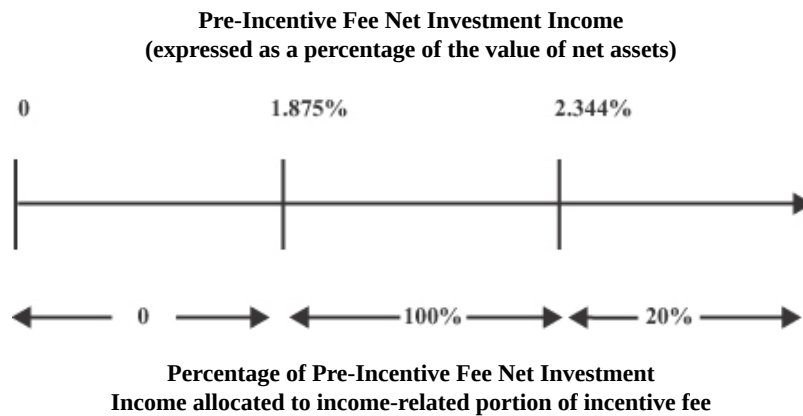 Pre-Incentive Fee Net Investment Income
(expressed as a percentage of the value of net assets)
0 1.875% 2.344%
0 100% 20%
Percentage of Pre-Incentive Fee Net Investment
Income allocated to income-related portion of incentive fee